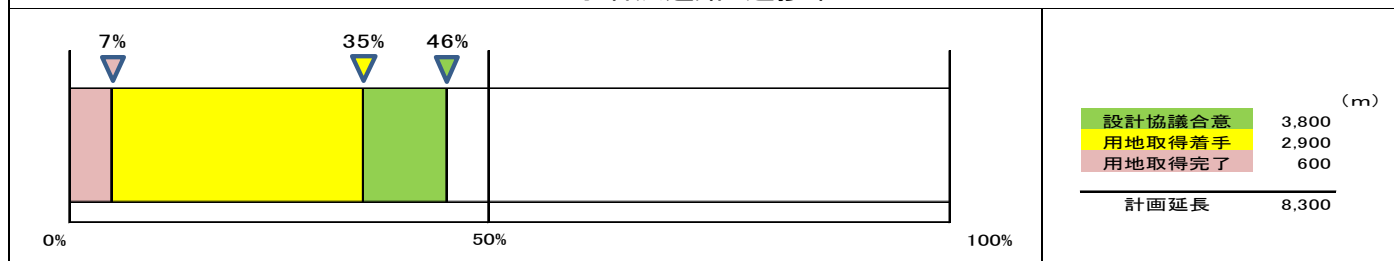 7% 35% 46%
0% 50% 100%
（m）
設計協議合意 3,800
用地取得着手 2,900
用地取得完了 600
計画延長 8,300